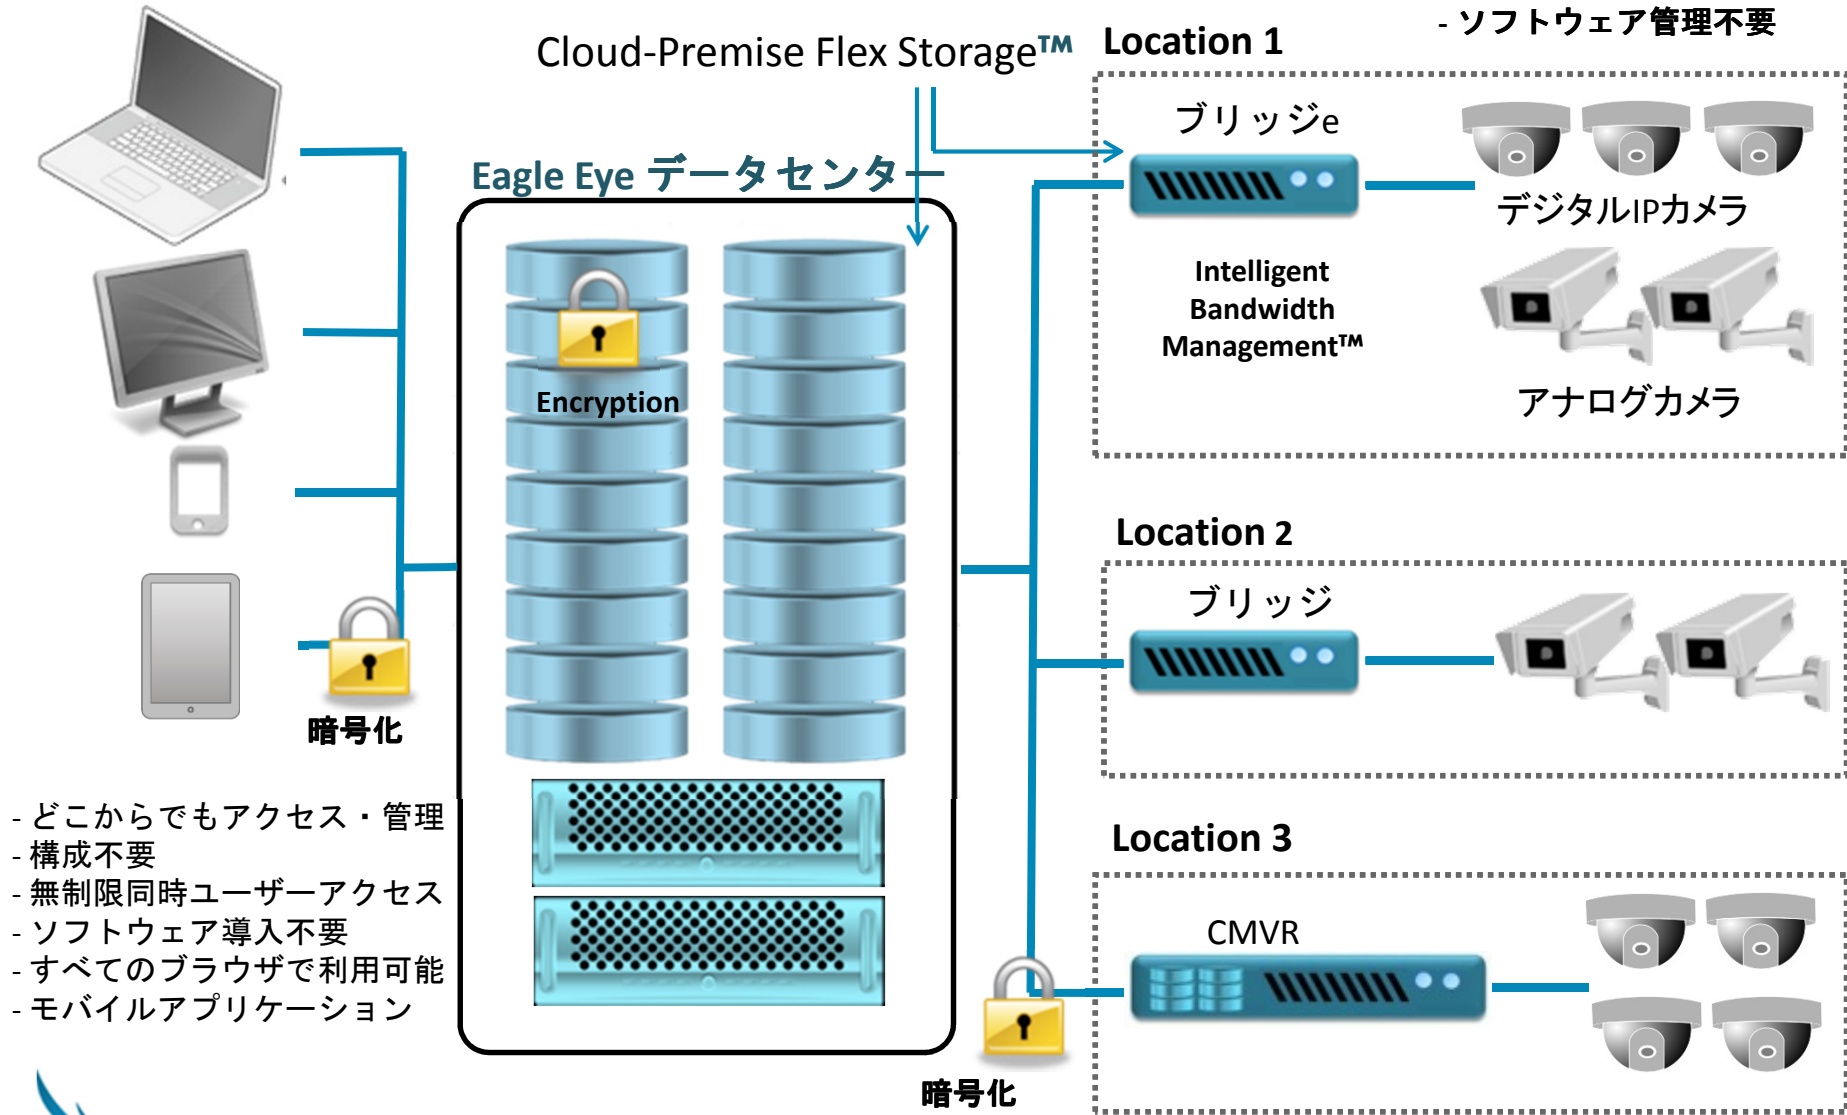 - ソフトウェア管理不要
Cloud-Premise Flex Storage™
Location 1
ブリッジe
Eagle Eye データセンター
デジタルIPカメラ
Intelligent
Bandwidth
Management™
Encryption
アナログカメラ
Location 2
ブリッジ
暗号化
- どこからでもアクセス・管理
- 構成不要
- 無制限同時ユーザーアクセス
- ソフトウェア導入不要
- すべてのブラウザで利用可能
- モバイルアプリケーション
Location 3
CMVR
暗号化